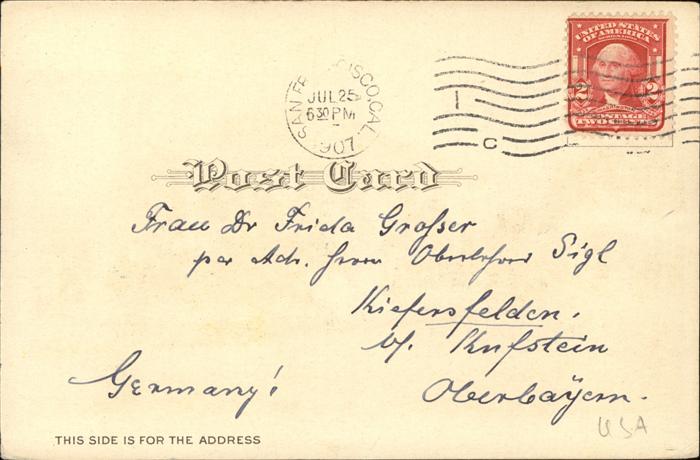 SAN FRANCISCO, CAL.
JUL 25
6 30 PM
1907
C
UNITED STATES
OF AMERICA
2 2
POSTAGE
TWO
Post Card
Frau Dr Frida Grosser
per Adr. Herrn Oberlehrer Sigl
Kiefersfelden.
b/. Kufstein
Germany!
Oberbayern.
USA
THIS SIDE IS FOR THE ADDRESS